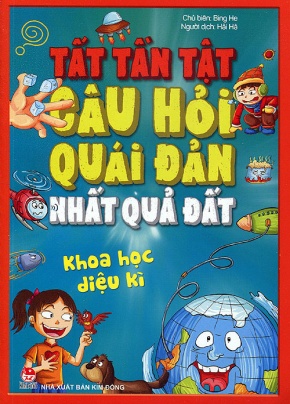 Chủ biên: Bing He
Người dịch: Hải Hà
TẤT TẦN TẬT
CÂU HỎI
QUÁI ĐẢN
NHẤT QUẢ ĐẤT
Khoa học
diệu kì
NHÀ XUẤT BẢN KIM ĐỒNG